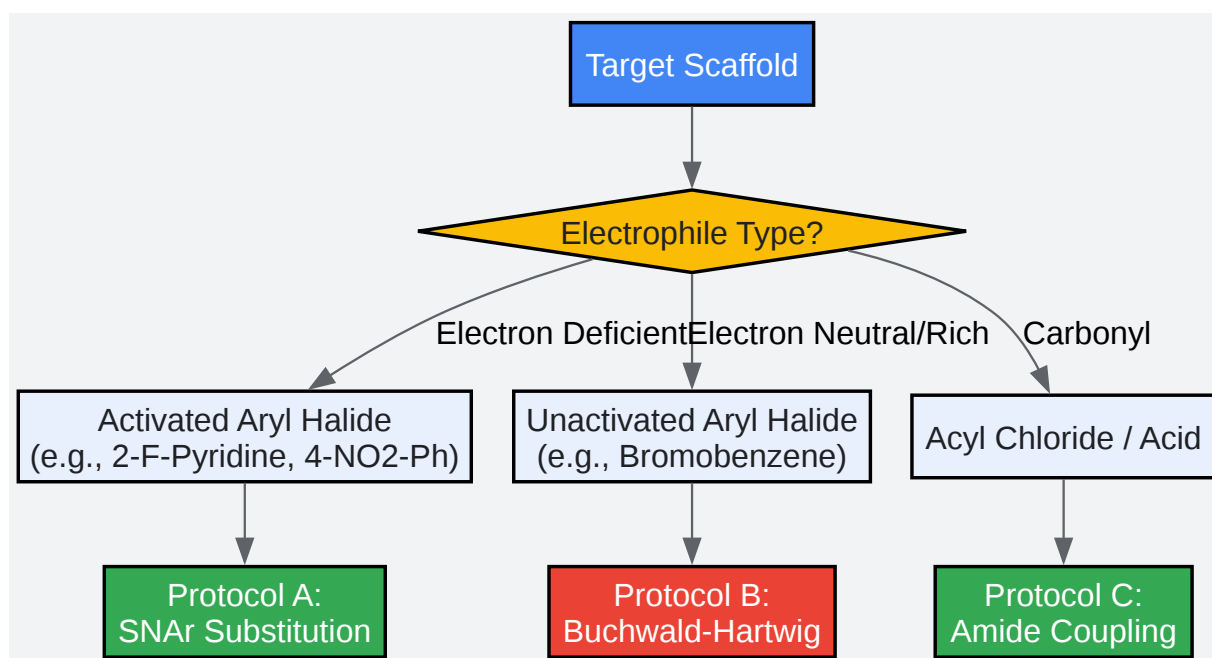 Target Scaffold
Electrophile Type?
Electron Deficient
Electron Neutral/Rich
Carbonyl
Activated Aryl Halide
(e.g., 2-F-Pyridine, 4-NO2-Ph)
Unactivated Aryl Halide
(e.g., Bromobenzene)
Acyl Chloride / Acid
Protocol A:
SNAr Substitution
Protocol B:
Buchwald-Hartwig
Protocol C:
Amide Coupling